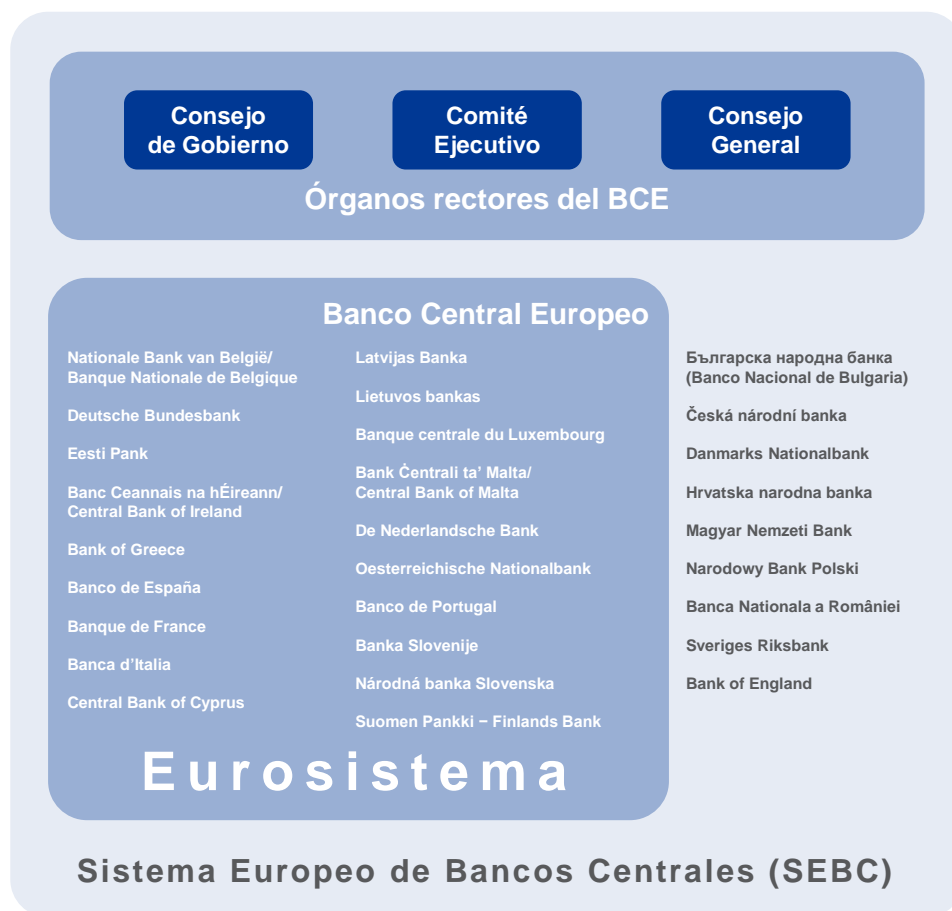 Consejo
de Gobierno
Comité
Ejecutivo
Consejo
General
Órganos rectores del BCE
Banco Central Europeo
Nationale Bank van België/
Banque Nationale de Belgique
Deutsche Bundesbank
Eesti Pank
Banc Ceannais na hÉireann/
Central Bank of Ireland
Bank of Greece
Banco de España
Banque de France
Banca d’Italia
Central Bank of Cyprus
Latvijas Banka
Lietuvos bankas
Banque centrale du Luxembourg
Bank Ċentrali ta’ Malta/
Central Bank of Malta
De Nederlandsche Bank
Oesterreichische Nationalbank
Banco de Portugal
Banka Slovenije
Národná banka Slovenska
Suomen Pankki − Finlands Bank
Българска народна банка
(Banco Nacional de Bulgaria)
Česká národní banka
Danmarks Nationalbank
Hrvatska narodna banka
Magyar Nemzeti Bank
Narodowy Bank Polski
Banca Nationala a României
Sveriges Riksbank
Bank of England
Eurosistema
Sistema Europeo de Bancos Centrales (SEBC)